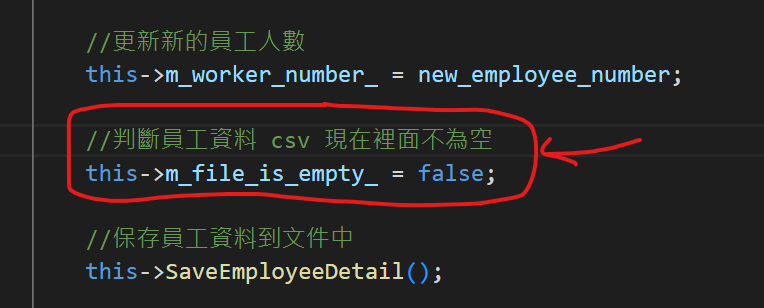 //更新新的員工人數
this->m_worker_number_ = new_employee_number;
//判斷員工資料 csv 現在裡面不為空
this->m_file_is_empty_ = false;
//保存員工資料到文件中
this->SaveEmployeeDetail();